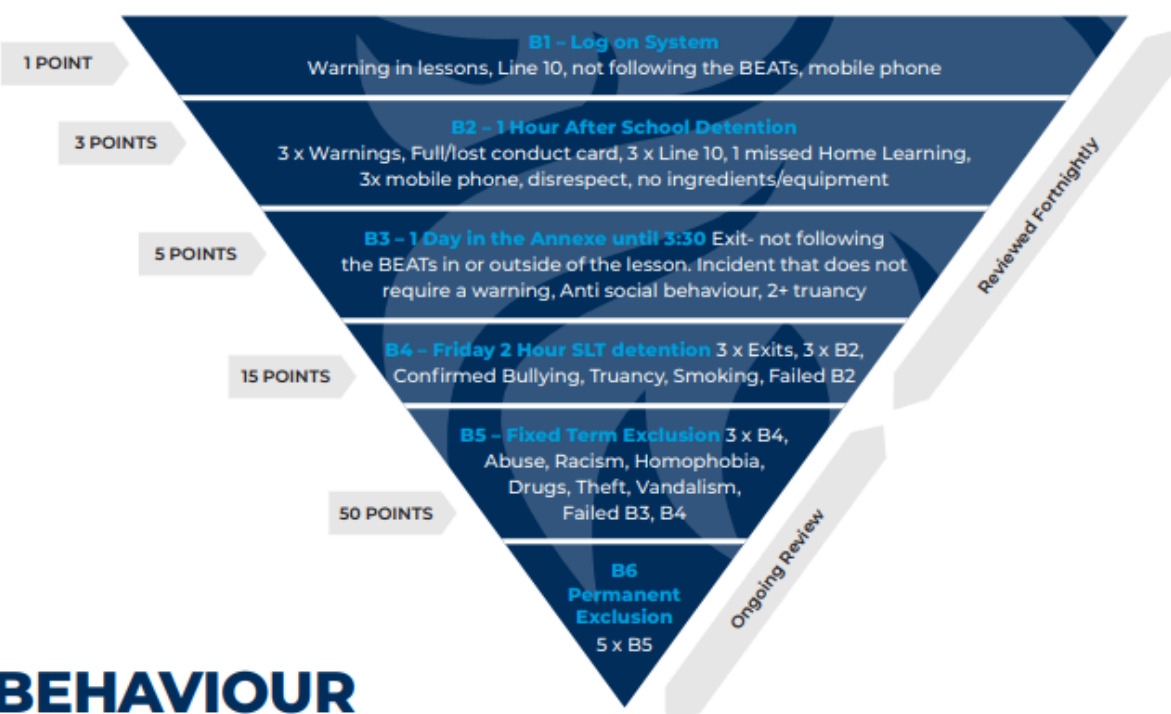 1 POINT
B1 – Log on System
Warning in lessons, Line 10, not following the BEATs, mobile phone
3 POINTS
B2 – 1 Hour After School Detention
3 x Warnings, Full/lost conduct card, 3 x Line 10, 1 missed Home Learning,
3x mobile phone, disrespect, no ingredients/equipment
5 POINTS
B3 – 1 Day in the Annexe until 3:30 Exit- not following
the BEATs in or outside of the lesson. Incident that does not
require a warning, Anti social behaviour, 2+ truancy
Reviewed Fortnightly
15 POINTS
B4 – Friday 2 Hour SLT detention 3 x Exits, 3 x B2,
Confirmed Bullying, Truancy, Smoking, Failed B2
50 POINTS
B5 – Fixed Term Exclusion 3 x B4,
Abuse, Racism, Homophobia,
Drugs, Theft, Vandalism,
Failed B3, B4
Ongoing Review
B6
Permanent
Exclusion
5 x B5
BEHAVIOUR